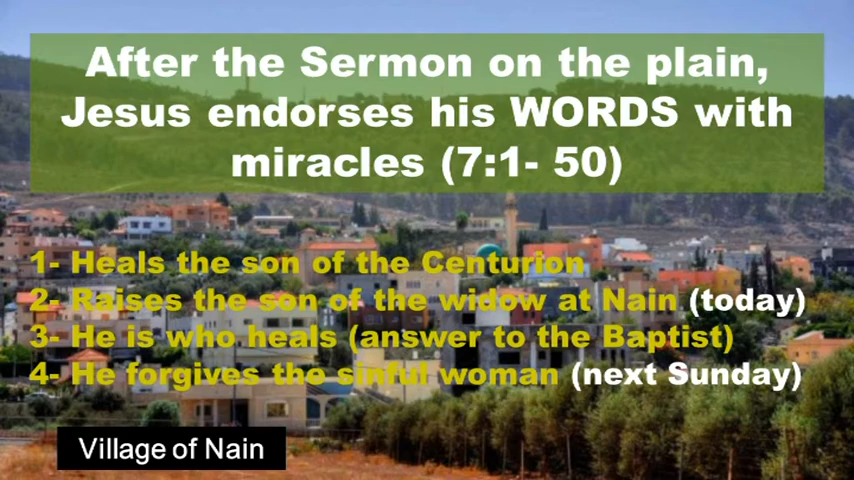 After the Sermon on the plain,
Jesus endorses his WORDS with
miracles (7:1- 50)
1- Heals the son of the Centurion
2- Raises the son of the widow at Nain (today)
3- He is who heals (answer to the Baptist)
4- He forgives the sinful woman (next Sunday)
Village of Nain